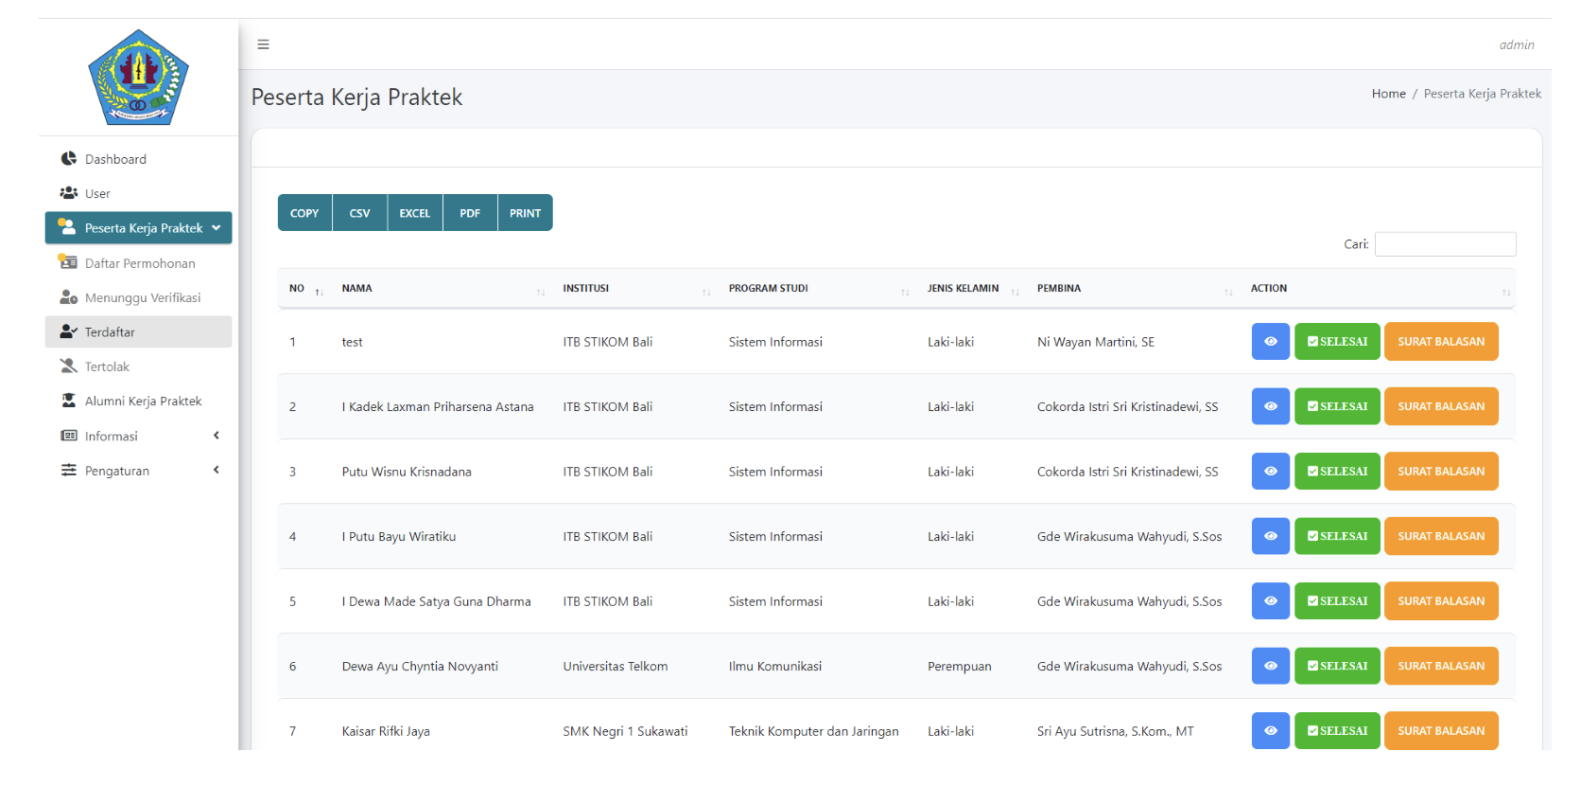 admin
Peserta Kerja Praktek
Home / Peserta Kerja Praktek
Dashboard
User
Peserta Kerja Praktek
Daftar Permohonan
Menunggu Verifikasi
Terdaftar
Tertolak
Alumni Kerja Praktek
Informasi
Pengaturan
COPY CSV EXCEL PDF PRINT
Cari:
NO NAMA INSTITUSI PROGRAM STUDI JENIS KELAMIN PEMBINA ACTION
1 test ITB STIKOM Bali Sistem Informasi Laki-laki Ni Wayan Martini, SE SELESAI SURAT BALASAN
2 I Kadek Laxman Priharsena Astana ITB STIKOM Bali Sistem Informasi Laki-laki Cokorda Istri Sri Kristinadewi, SS SELESAI SURAT BALASAN
3 Putu Wisnu Krisnadana ITB STIKOM Bali Sistem Informasi Laki-laki Cokorda Istri Sri Kristinadewi, SS SELESAI SURAT BALASAN
4 I Putu Bayu Wiratiku ITB STIKOM Bali Sistem Informasi Laki-laki Gde Wirakusuma Wahyudi, S.Sos SELESAI SURAT BALASAN
5 I Dewa Made Satya Guna Dharma ITB STIKOM Bali Sistem Informasi Laki-laki Gde Wirakusuma Wahyudi, S.Sos SELESAI SURAT BALASAN
6 Dewa Ayu Chyntia Novyanti Universitas Telkom Ilmu Komunikasi Perempuan Gde Wirakusuma Wahyudi, S.Sos SELESAI SURAT BALASAN
7 Kaisar Rifki Jaya SMK Negri 1 Sukawati Teknik Komputer dan Jaringan Laki-laki Sri Ayu Sutrisna, S.Kom., MT SELESAI SURAT BALASAN